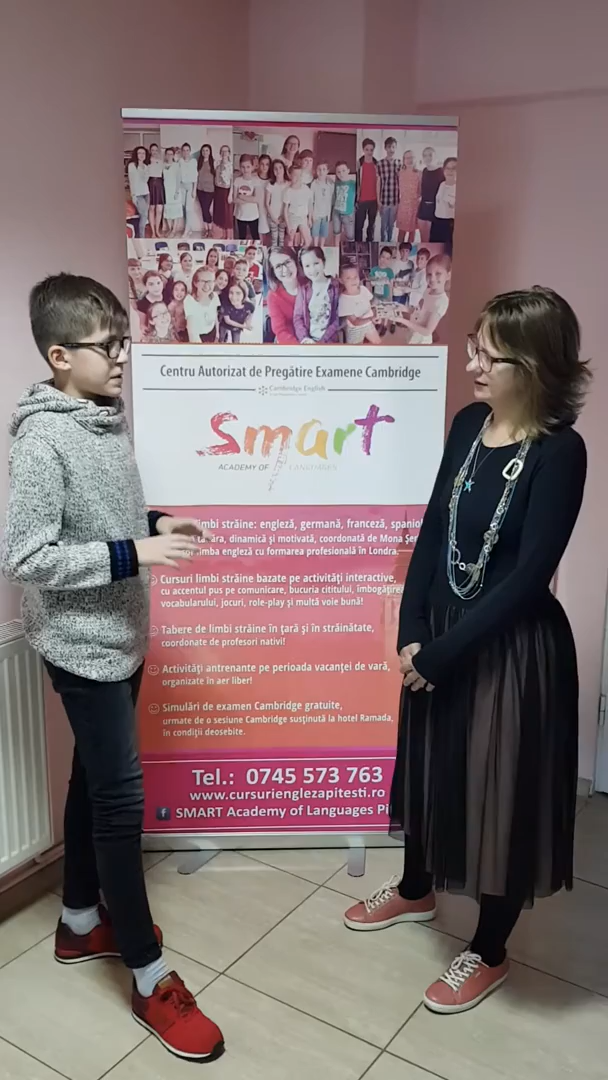 Centru Autorizat de Pregătire Examene Cambridge
Cambridge English
smart
ACADEMY OF LANGUAGES
limbi străine: engleză, germană, franceză, spaniol
dinamică și motivată, coordonată de Mona Șer
limba engleză cu formarea profesională în Londra.
Cursuri limbi străine bazate pe activități interactive,
cu accentul pus pe comunicare, bucuria cititului, îmbogățirea
vocabularului, jocuri, role-play și multă voie bună!
Tabere de limbi străine în țară și în străinătate,
coordonate de profesori nativi!
Activități antrenante pe perioada vacanței de vară,
organizate în aer liber!
Simulări de examen Cambridge gratuite,
urmate de o sesiune Cambridge susținută la hotel Ramada,
în condiții deosebite.
Tel.: 0745 573 763
www.cursurienglezapitesti.ro
f SMART Academy of Languages Pi